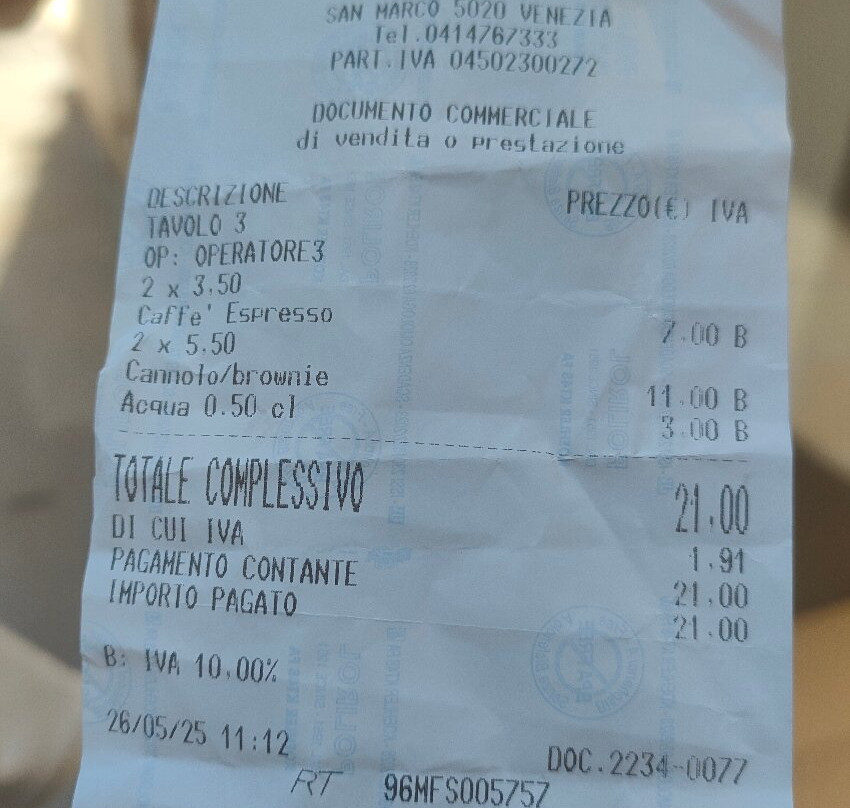 SAN MARCO 5020 VENEZIA
Tel.0414767333
PART.IVA 04502300272
DOCUMENTO COMMERCIALE
di vendita o prestazione
DESCRIZIONE PREZZO(€) IVA
TAVOLO 3
OP: OPERATORE3
2 x 3.50
Caffe' Espresso 7.00 B
2 x 5.50
Cannolo/brownie 11.00 B
Acqua 0.50 cl 3.00 B
TOTALE COMPLESSIVO 21.00
DI CUI IVA 1.91
PAGAMENTO CONTANTE 21.00
IMPORTO PAGATO 21.00
B: IVA 10.00%
26/05/25 11:12 DOC.2234-0077
RT 96MFS005757